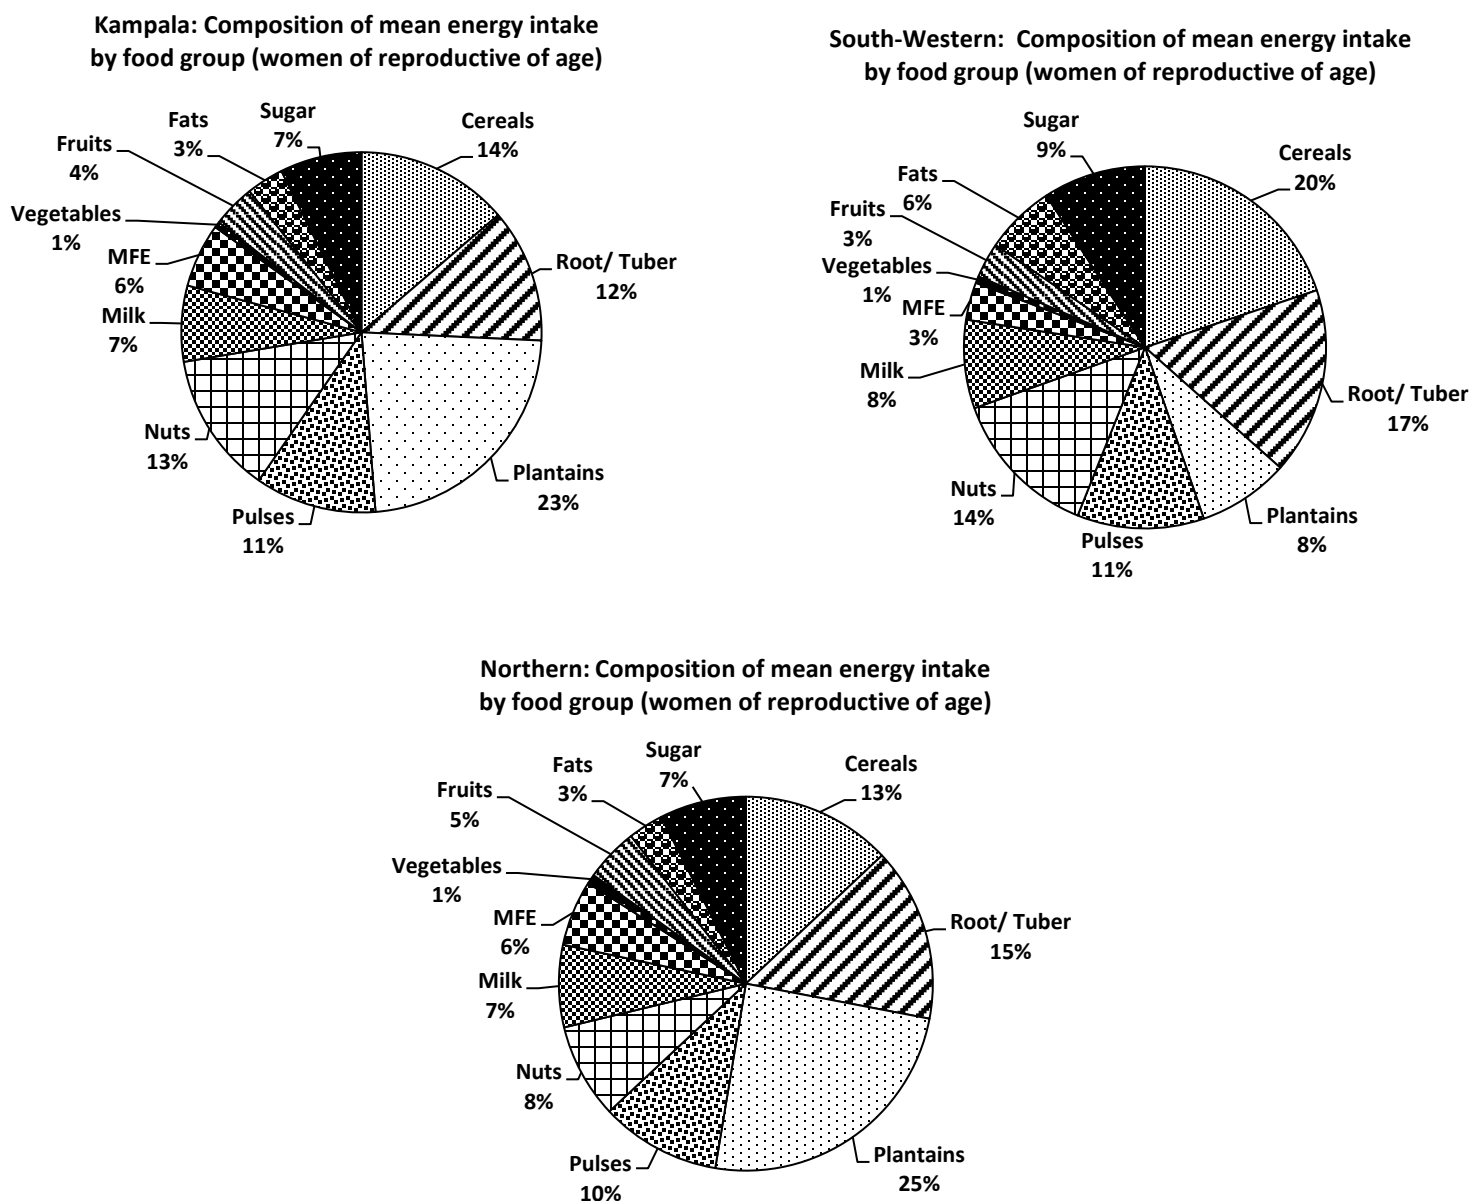 Kampala: Composition of mean energy intake
by food group (women of reproductive of age)
Sugar
7%
Cereals
14%
Fats
3%
Fruits
4%
Vegetables
1%
MFE
6%
Root/ Tuber
12%
Milk
7%
Nuts
13%
Plantains
23%
Pulses
11%
South-Western:  Composition of mean energy intake
by food group (women of reproductive of age)
Sugar
9%
Cereals
20%
Fats
6%
Fruits
3%
Vegetables
1%
MFE
3%
Milk
8%
Root/ Tuber
17%
Nuts
14%
Plantains
8%
Pulses
11%
Northern: Composition of mean energy intake
by food group (women of reproductive of age)
Sugar
7%
Cereals
13%
Fats
3%
Fruits
5%
Vegetables
1%
MFE
6%
Root/ Tuber
15%
Milk
7%
Nuts
8%
Plantains
25%
Pulses
10%